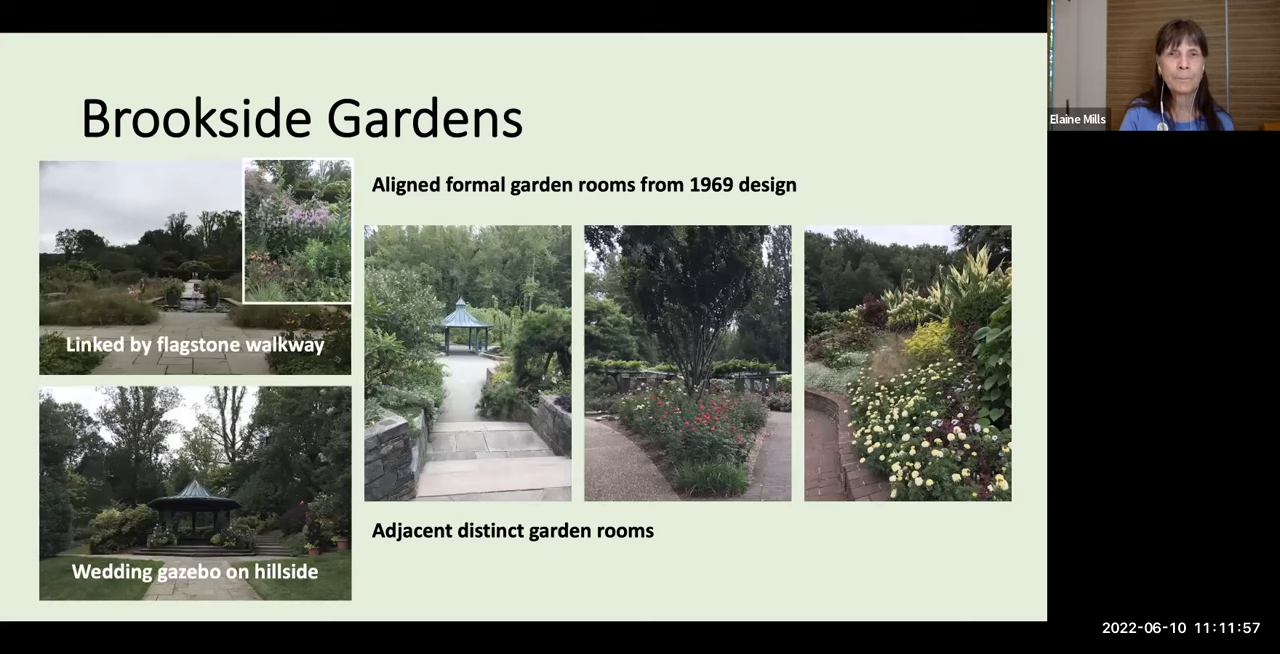 Brookside Gardens
Elaine Mills
Aligned formal garden rooms from 1969 design
Linked by flagstone walkway
Adjacent distinct garden rooms
Wedding gazebo on hillside
2022-06-10 11:11:57